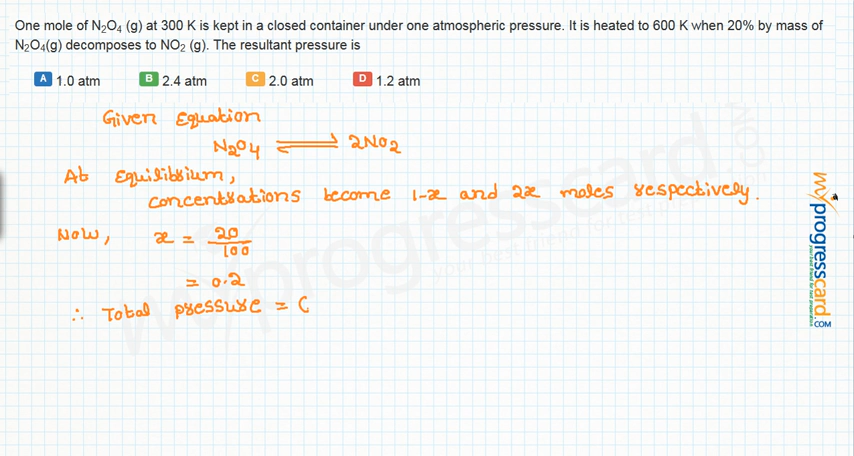 One mole of N₂O₄ (g) at 300 K is kept in a closed container under one atmospheric pressure. It is heated to 600 K when 20% by mass of
N₂O₄(g) decomposes to NO₂ (g). The resultant pressure is
A 1.0 atm B 2.4 atm C 2.0 atm D 1.2 atm
Given Equation
N₂O₄ ⇌ 2NO₂
At Equilibrium,
concentrations become 1-x and 2x moles respectively.
Now, x = 20/100
= 0.2
∴ Total pressure = (
myprogresscard.COM